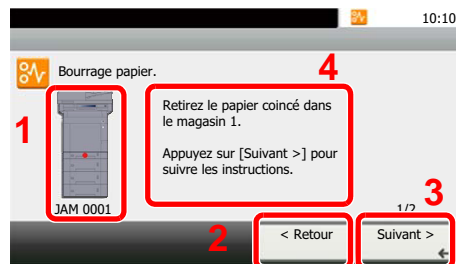 10:10
Bourrage papier.
4
1
Retirez le papier coincé dans
le magasin 1.
Appuyez sur [Suivant >] pour
suivre les instructions.
JAM 0001
1/2
3
2
< Retour
Suivant >